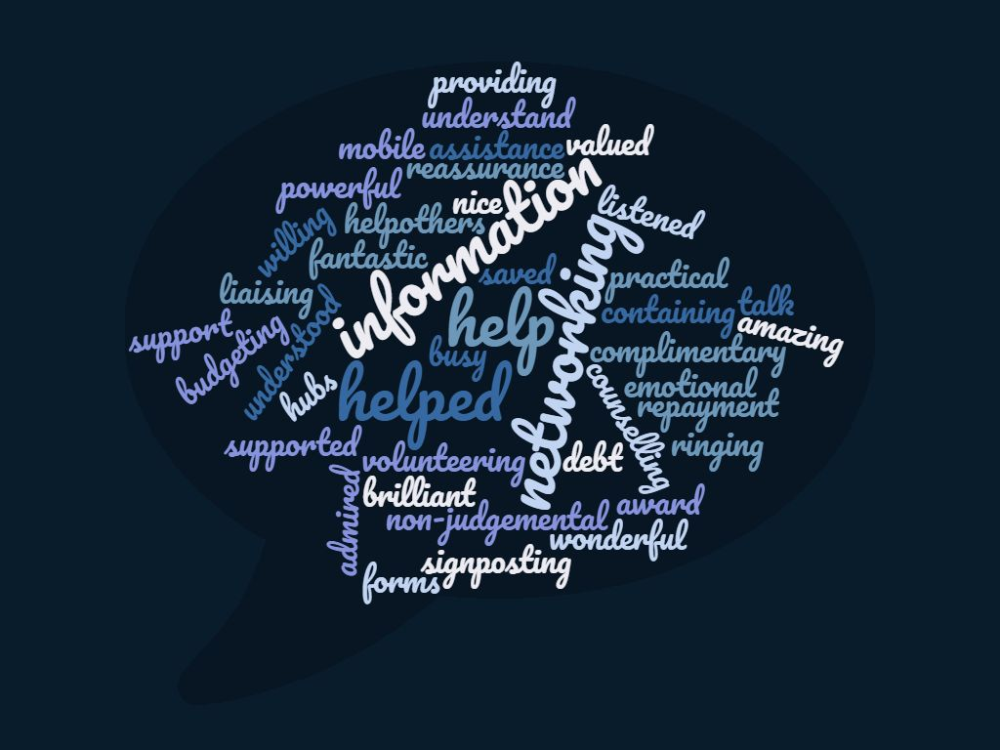 providing
understand
mobile
assistance
valued
reassurance
powerful
nice
information
listened
willing
helpothers
networking
fantastic
saved
practical
liaising
help
containing
talk
support
budgeting
understood
busy
complimentary
amazing
hubs
helped
counselling
emotional
repayment
supported
volunteering
debt
ringing
admired
brilliant
non-judgemental
award
wonderful
signposting
forms